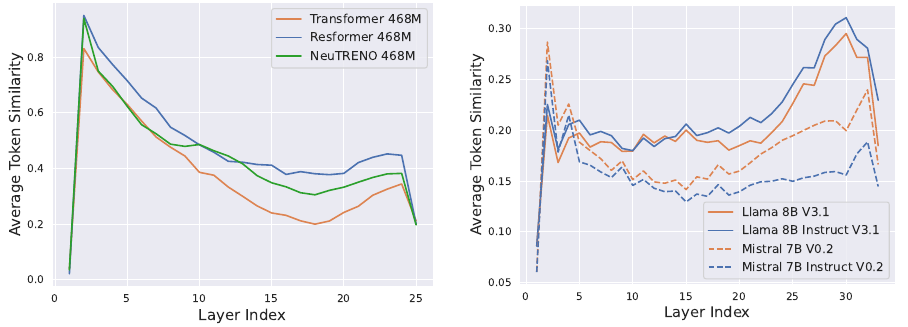 Transformer 468M
Resformer 468M
NeuTRENO 468M
Average Token Similarity
0.8
0.6
0.4
0.2
0.0
0 5 10 15 20 25
Layer Index
Average Token Similarity
0.30
0.25
0.20
0.15
0.10
0.05
Llama 8B V3.1
Llama 8B Instruct V3.1
Mistral 7B V0.2
Mistral 7B Instruct V0.2
0 5 10 15 20 25 30
Layer Index